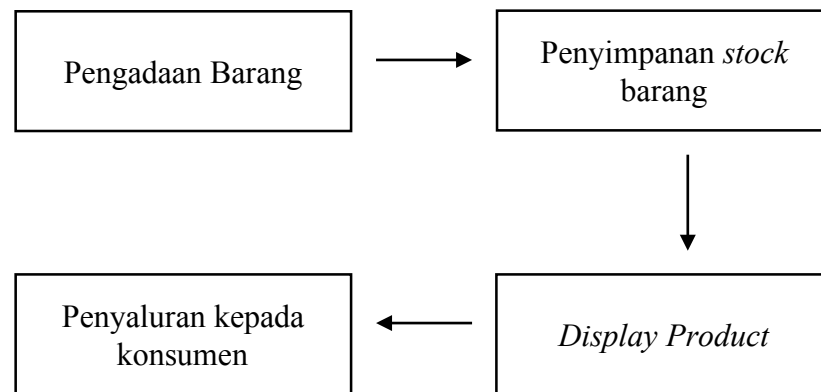 Pengadaan Barang
Penyimpanan stock
barang
Display Product
Penyaluran kepada
konsumen